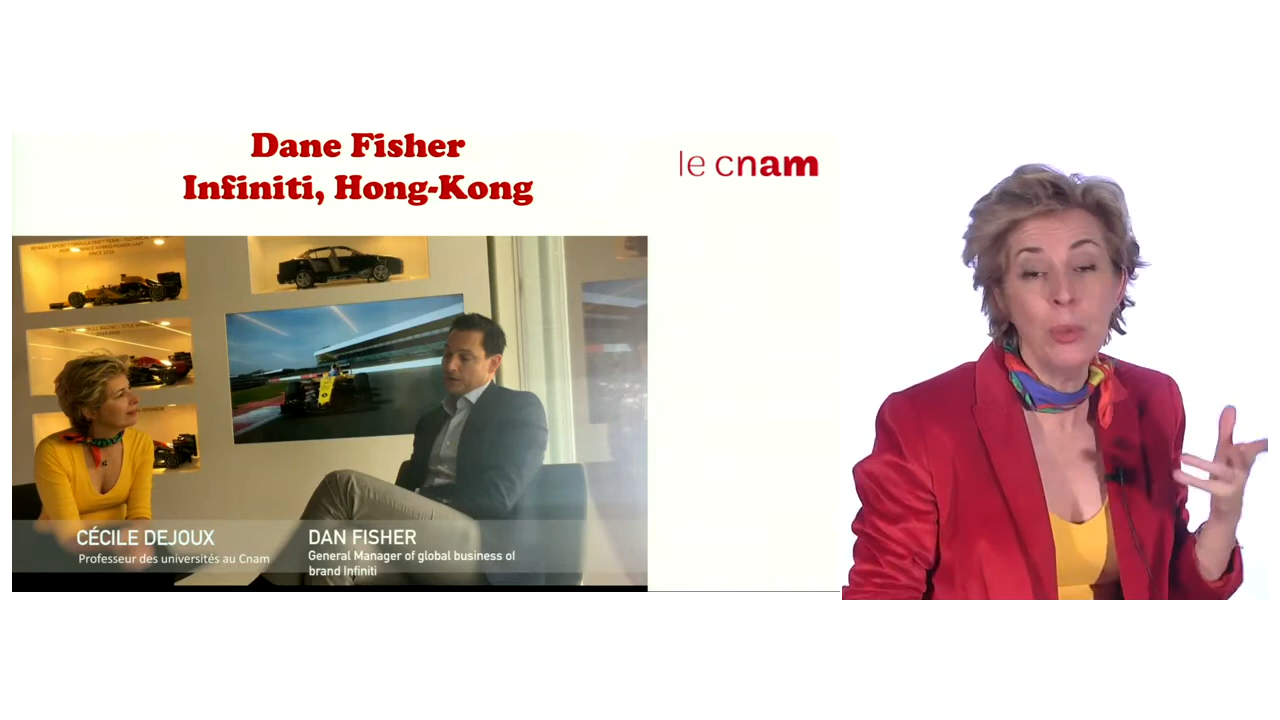 Dane Fisher
Infiniti, Hong-Kong
le cnam
CÉCILE DEJOUX
Professeur des universités au Cnam
DAN FISHER
General Manager of global business of
brand Infiniti